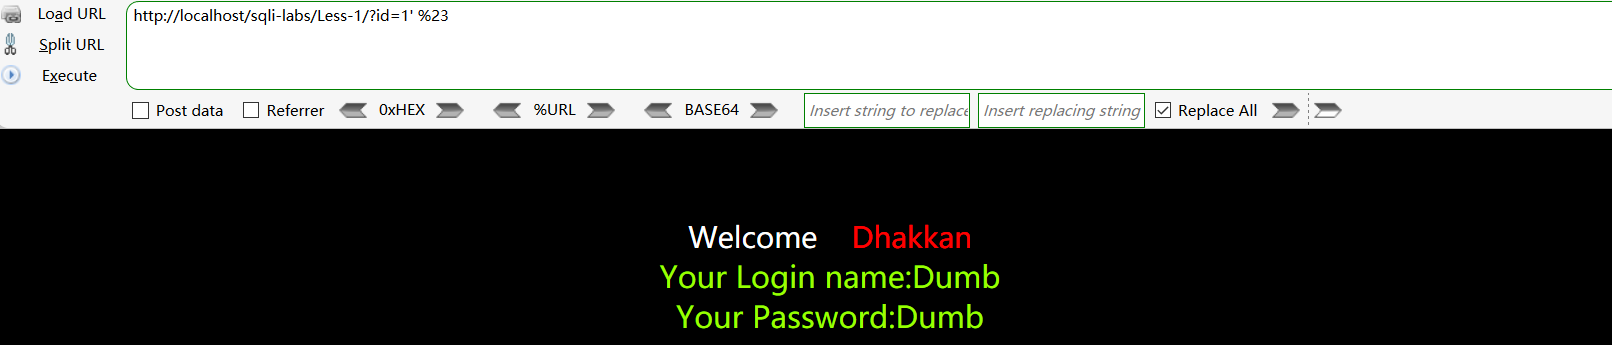 Load URL
http://localhost/sqli-labs/Less-1/?id=1' %23
Split URL
Execute
Post data Referrer 0xHEX %URL BASE64 Insert string to replace Insert replacing string Replace All
Welcome Dhakkan
Your Login name:Dumb
Your Password:Dumb